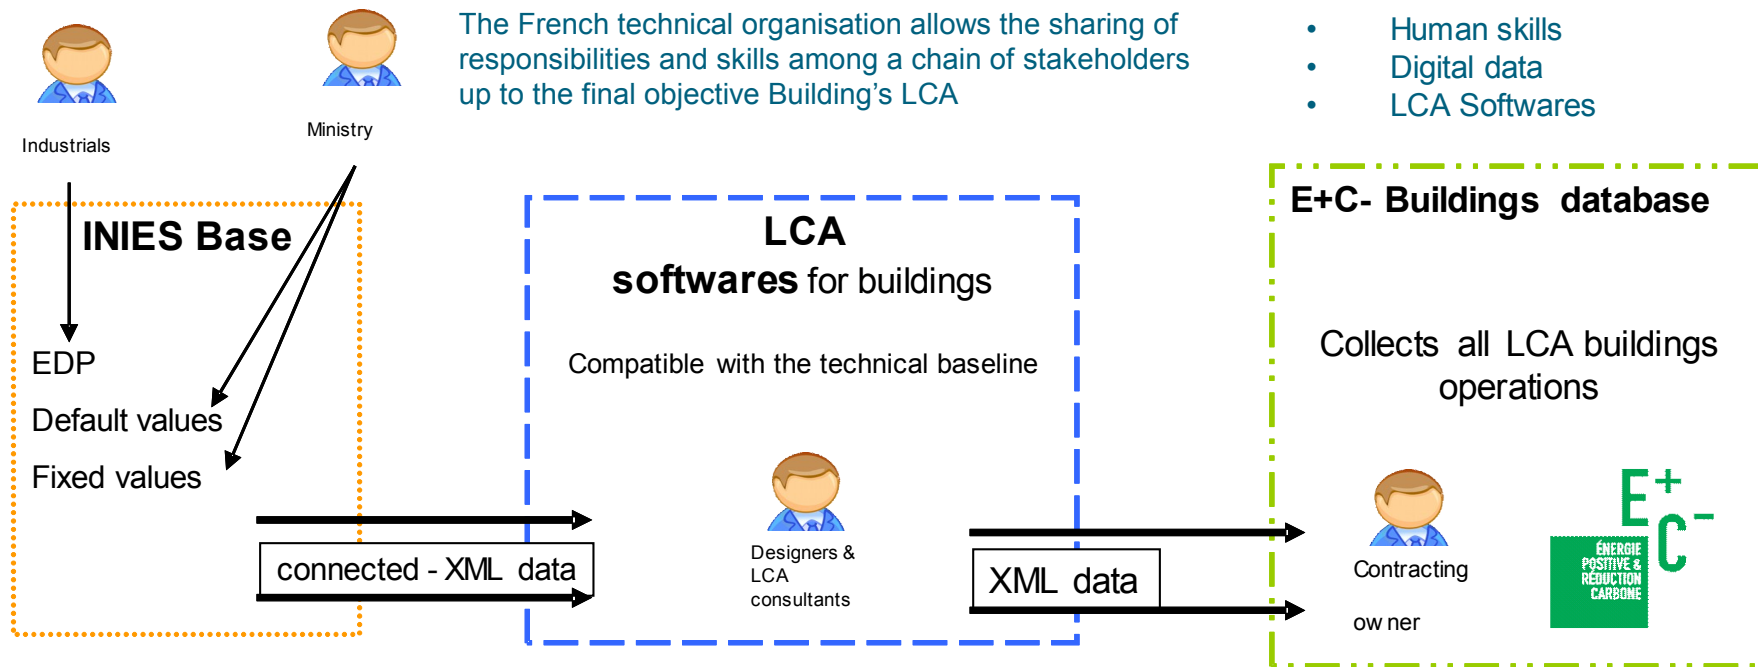 The French technical organisation allows the sharing of
responsibilities and skills among a chain of stakeholders
up to the final objective Building's LCA
• Human skills
• Digital data
• LCA Softwares
Industrials
Ministry
INIES Base
EDP
Default values
Fixed values
connected - XML data
LCA
softwares for buildings
Compatible with the technical baseline
Designers &
LCA
consultants
XML data
E+C- Buildings database
Collects all LCA buildings
operations
Contracting
owner
E+
C-
ÉNERGIE
POSITIVE &
RÉDUCTION
CARBONE